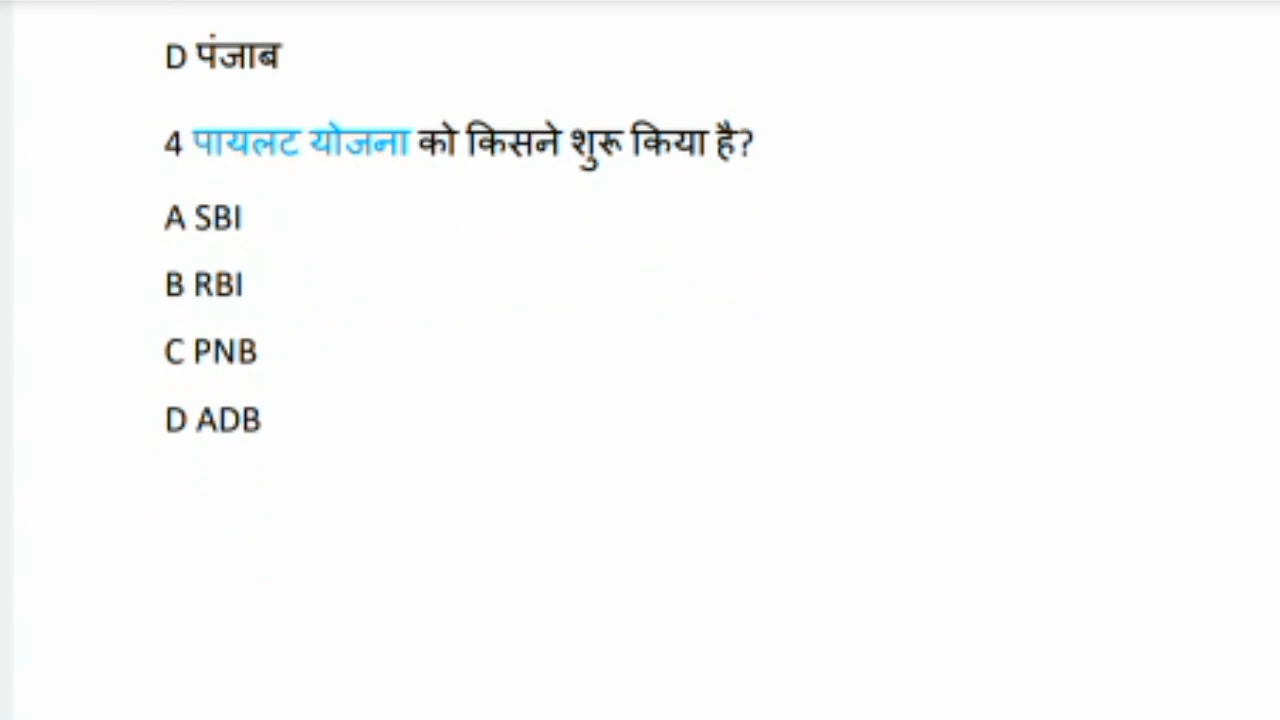 D पंजाब
4 पायलट योजना को किसने शुरू किया है?
A SBI
B RBI
C PNB
D ADB